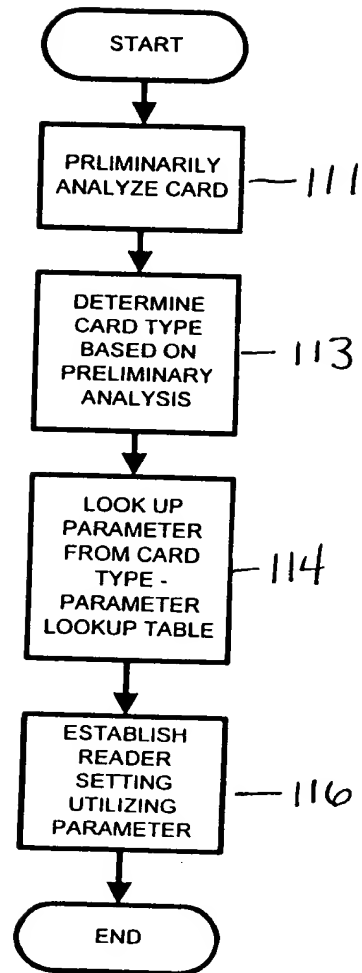 START
PRLIMINARILY
ANALYZE CARD
111
DETERMINE
CARD TYPE
BASED ON
PRELIMINARY
ANALYSIS
113
LOOK UP
PARAMETER
FROM CARD
TYPE -
PARAMETER
LOOKUP TABLE
114
ESTABLISH
READER
SETTING
UTILIZING
PARAMETER
116
END